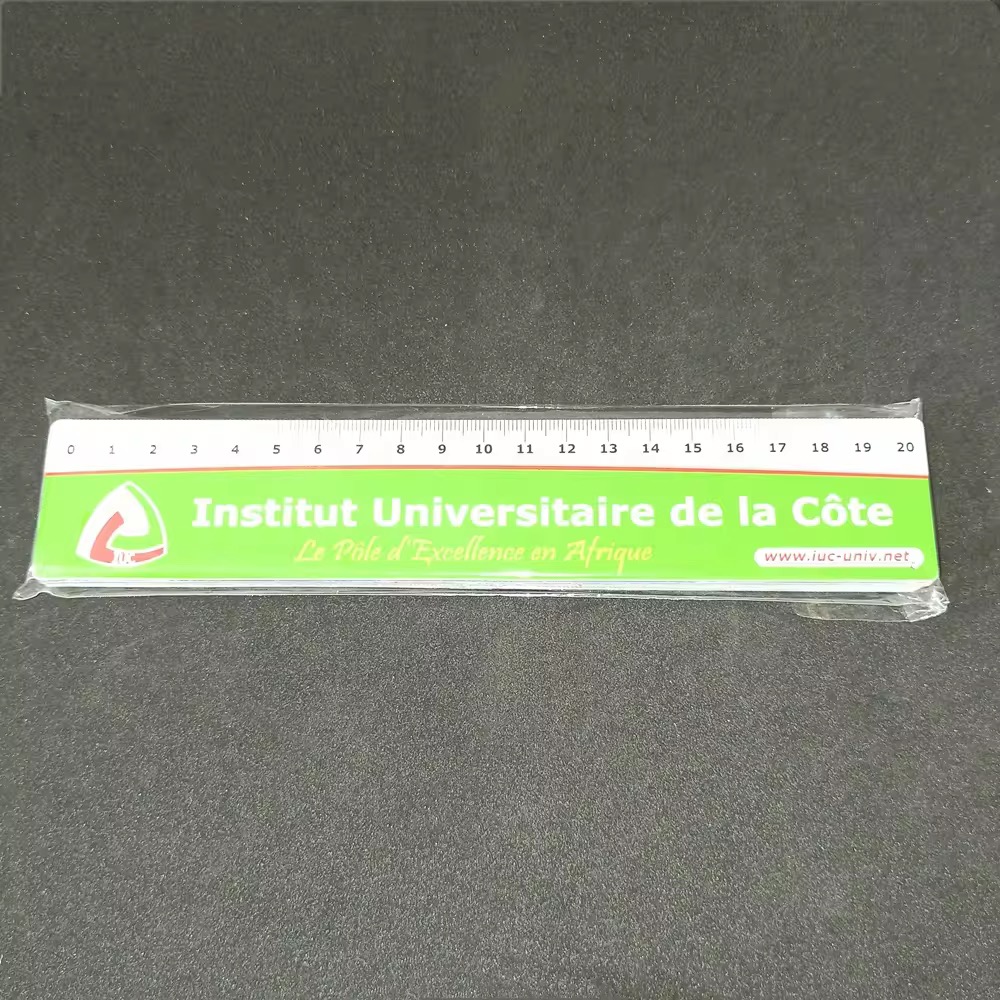 0 1 2 3 4 5 6 7 8 9 10 11 12 13 14 15 16 17 18 19 20
Institut Universitaire de la Côte
Le Pôle d'Excellence en Afrique
www.iuc-univ.net